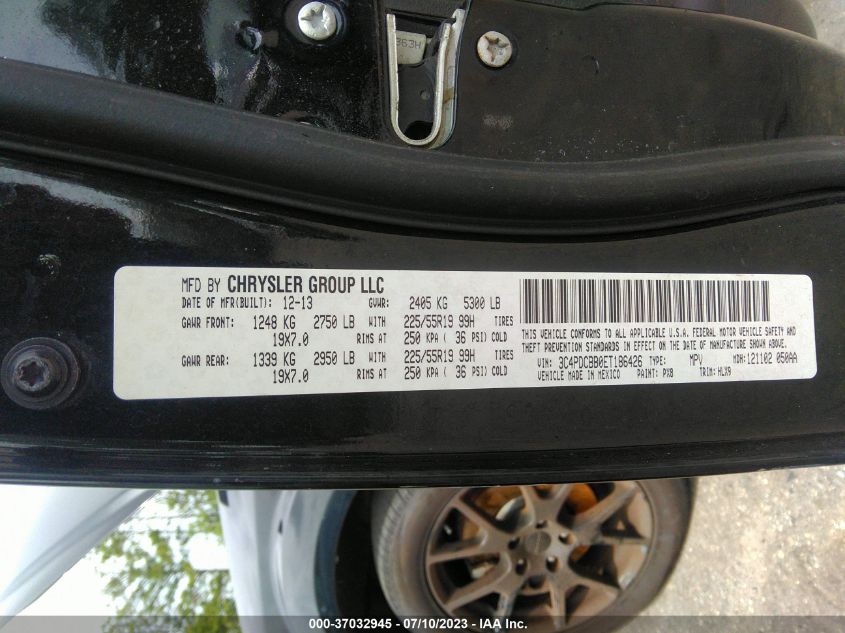 863H
MFD BY CHRYSLER GROUP LLC
DATE OF MFR(BUILT): 12-13 GVWR: 2405 KG 5300 LB
GAWR FRONT: 1248 KG 2750 LB WITH 225/55R19 99H TIRES
19X7.0 RIMS AT 250 KPA ( 36 PSI) COLD
GAWR REAR: 1339 KG 2950 LB WITH 225/55R19 99H TIRES
19X7.0 RIMS AT 250 KPA ( 36 PSI) COLD
THIS VEHICLE CONFORMS TO ALL APPLICABLE U.S.A. FEDERAL MOTOR VEHICLE SAFETY AND
THEFT PREVENTION STANDARDS IN EFFECT ON THE DATE OF MANUFACTURE SHOWN ABOVE.
VIN: 3C4PDCBB0ET186426 TYPE: MPV MDH: 121102 050AA
VEHICLE MADE IN MEXICO PAINT: PX8 TRIM: HLX9
000-37032945 - 07/10/2023 - IAA Inc.